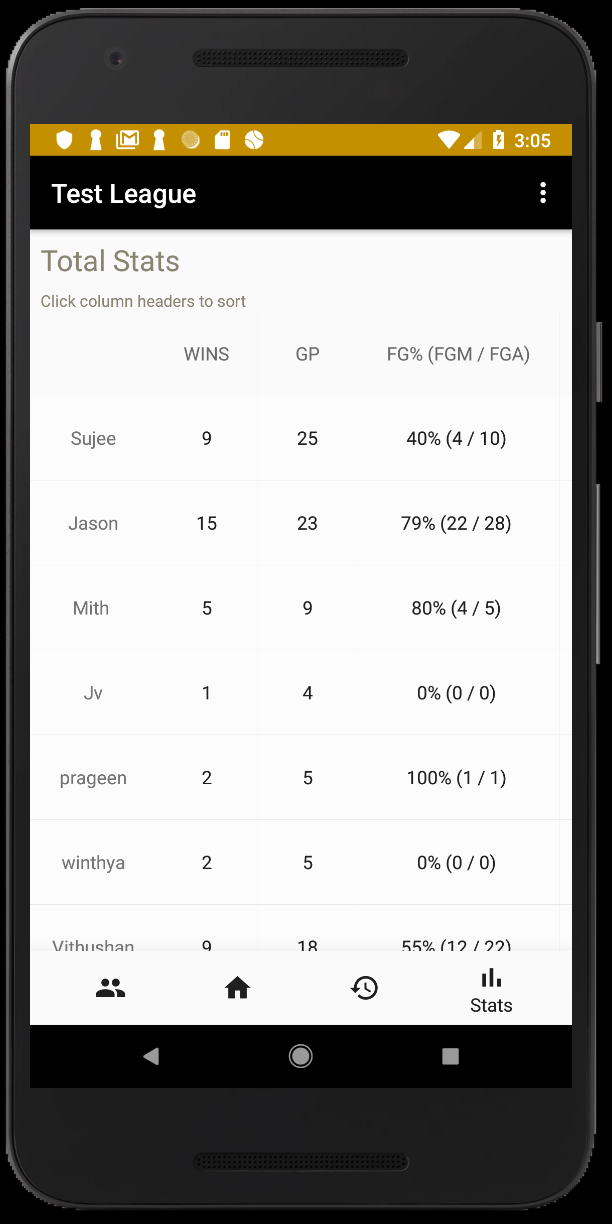 3:05
Test League
Total Stats
Click column headers to sort
WINS GP FG% (FGM / FGA)
Sujee 9 25 40% (4 / 10)
Jason 15 23 79% (22 / 28)
Mith 5 9 80% (4 / 5)
Jv 1 4 0% (0 / 0)
prageen 2 5 100% (1 / 1)
winthya 2 5 0% (0 / 0)
Vithushan 9 18 55% (12 / 22)
Stats